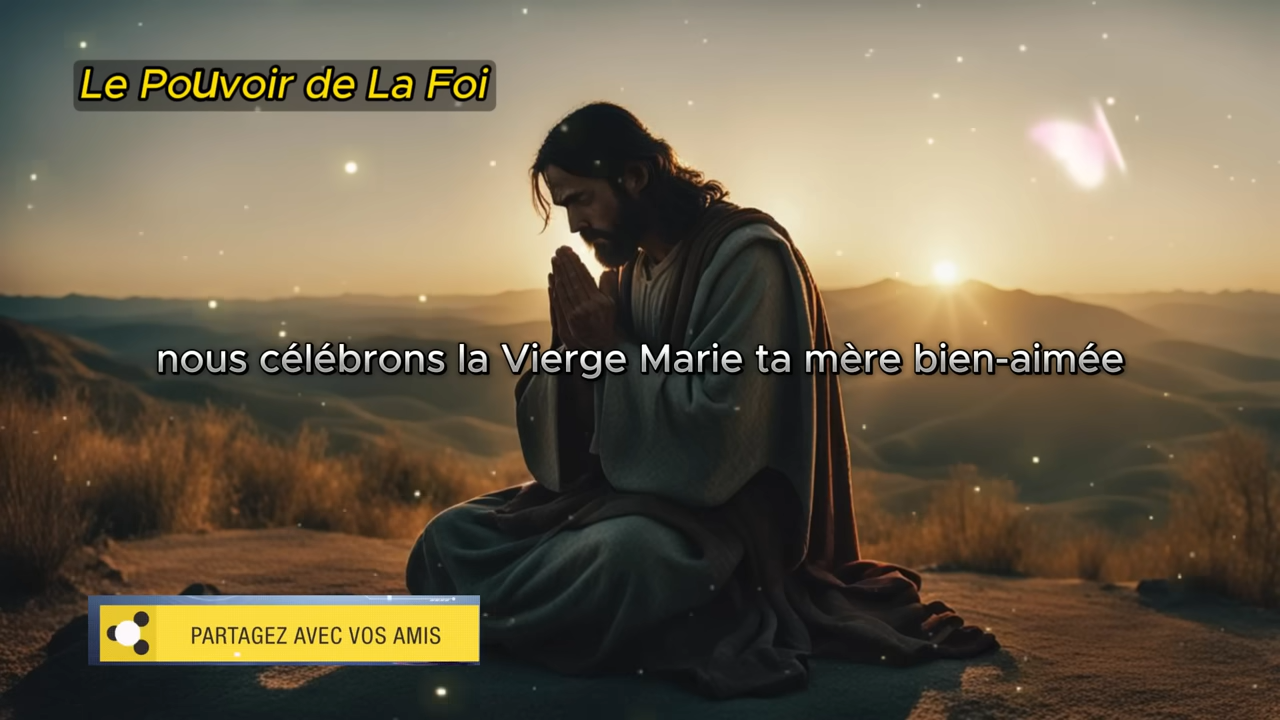 Le Pouvoir de La Foi
nous célébrons la Vierge Marie ta mère bien-aimée
PARTAGEZ AVEC VOS AMIS